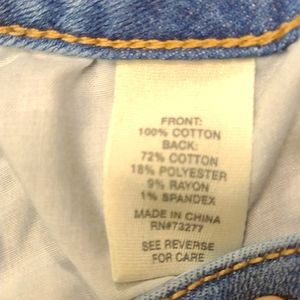 FRONT:
100% COTTON
BACK:
72% COTTON
18% POLYESTER
9% RAYON
1% SPANDEX
MADE IN CHINA
RN#73277
SEE REVERSE
FOR CARE